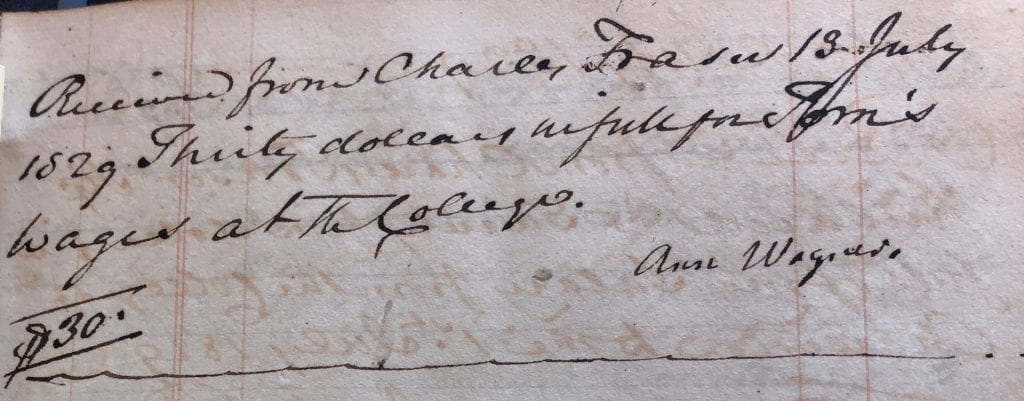 Received from Charles Fraser 13 July
1829 Thirty dollars in full for Tom's
wages at the College.
Ann Wagner.
$30.